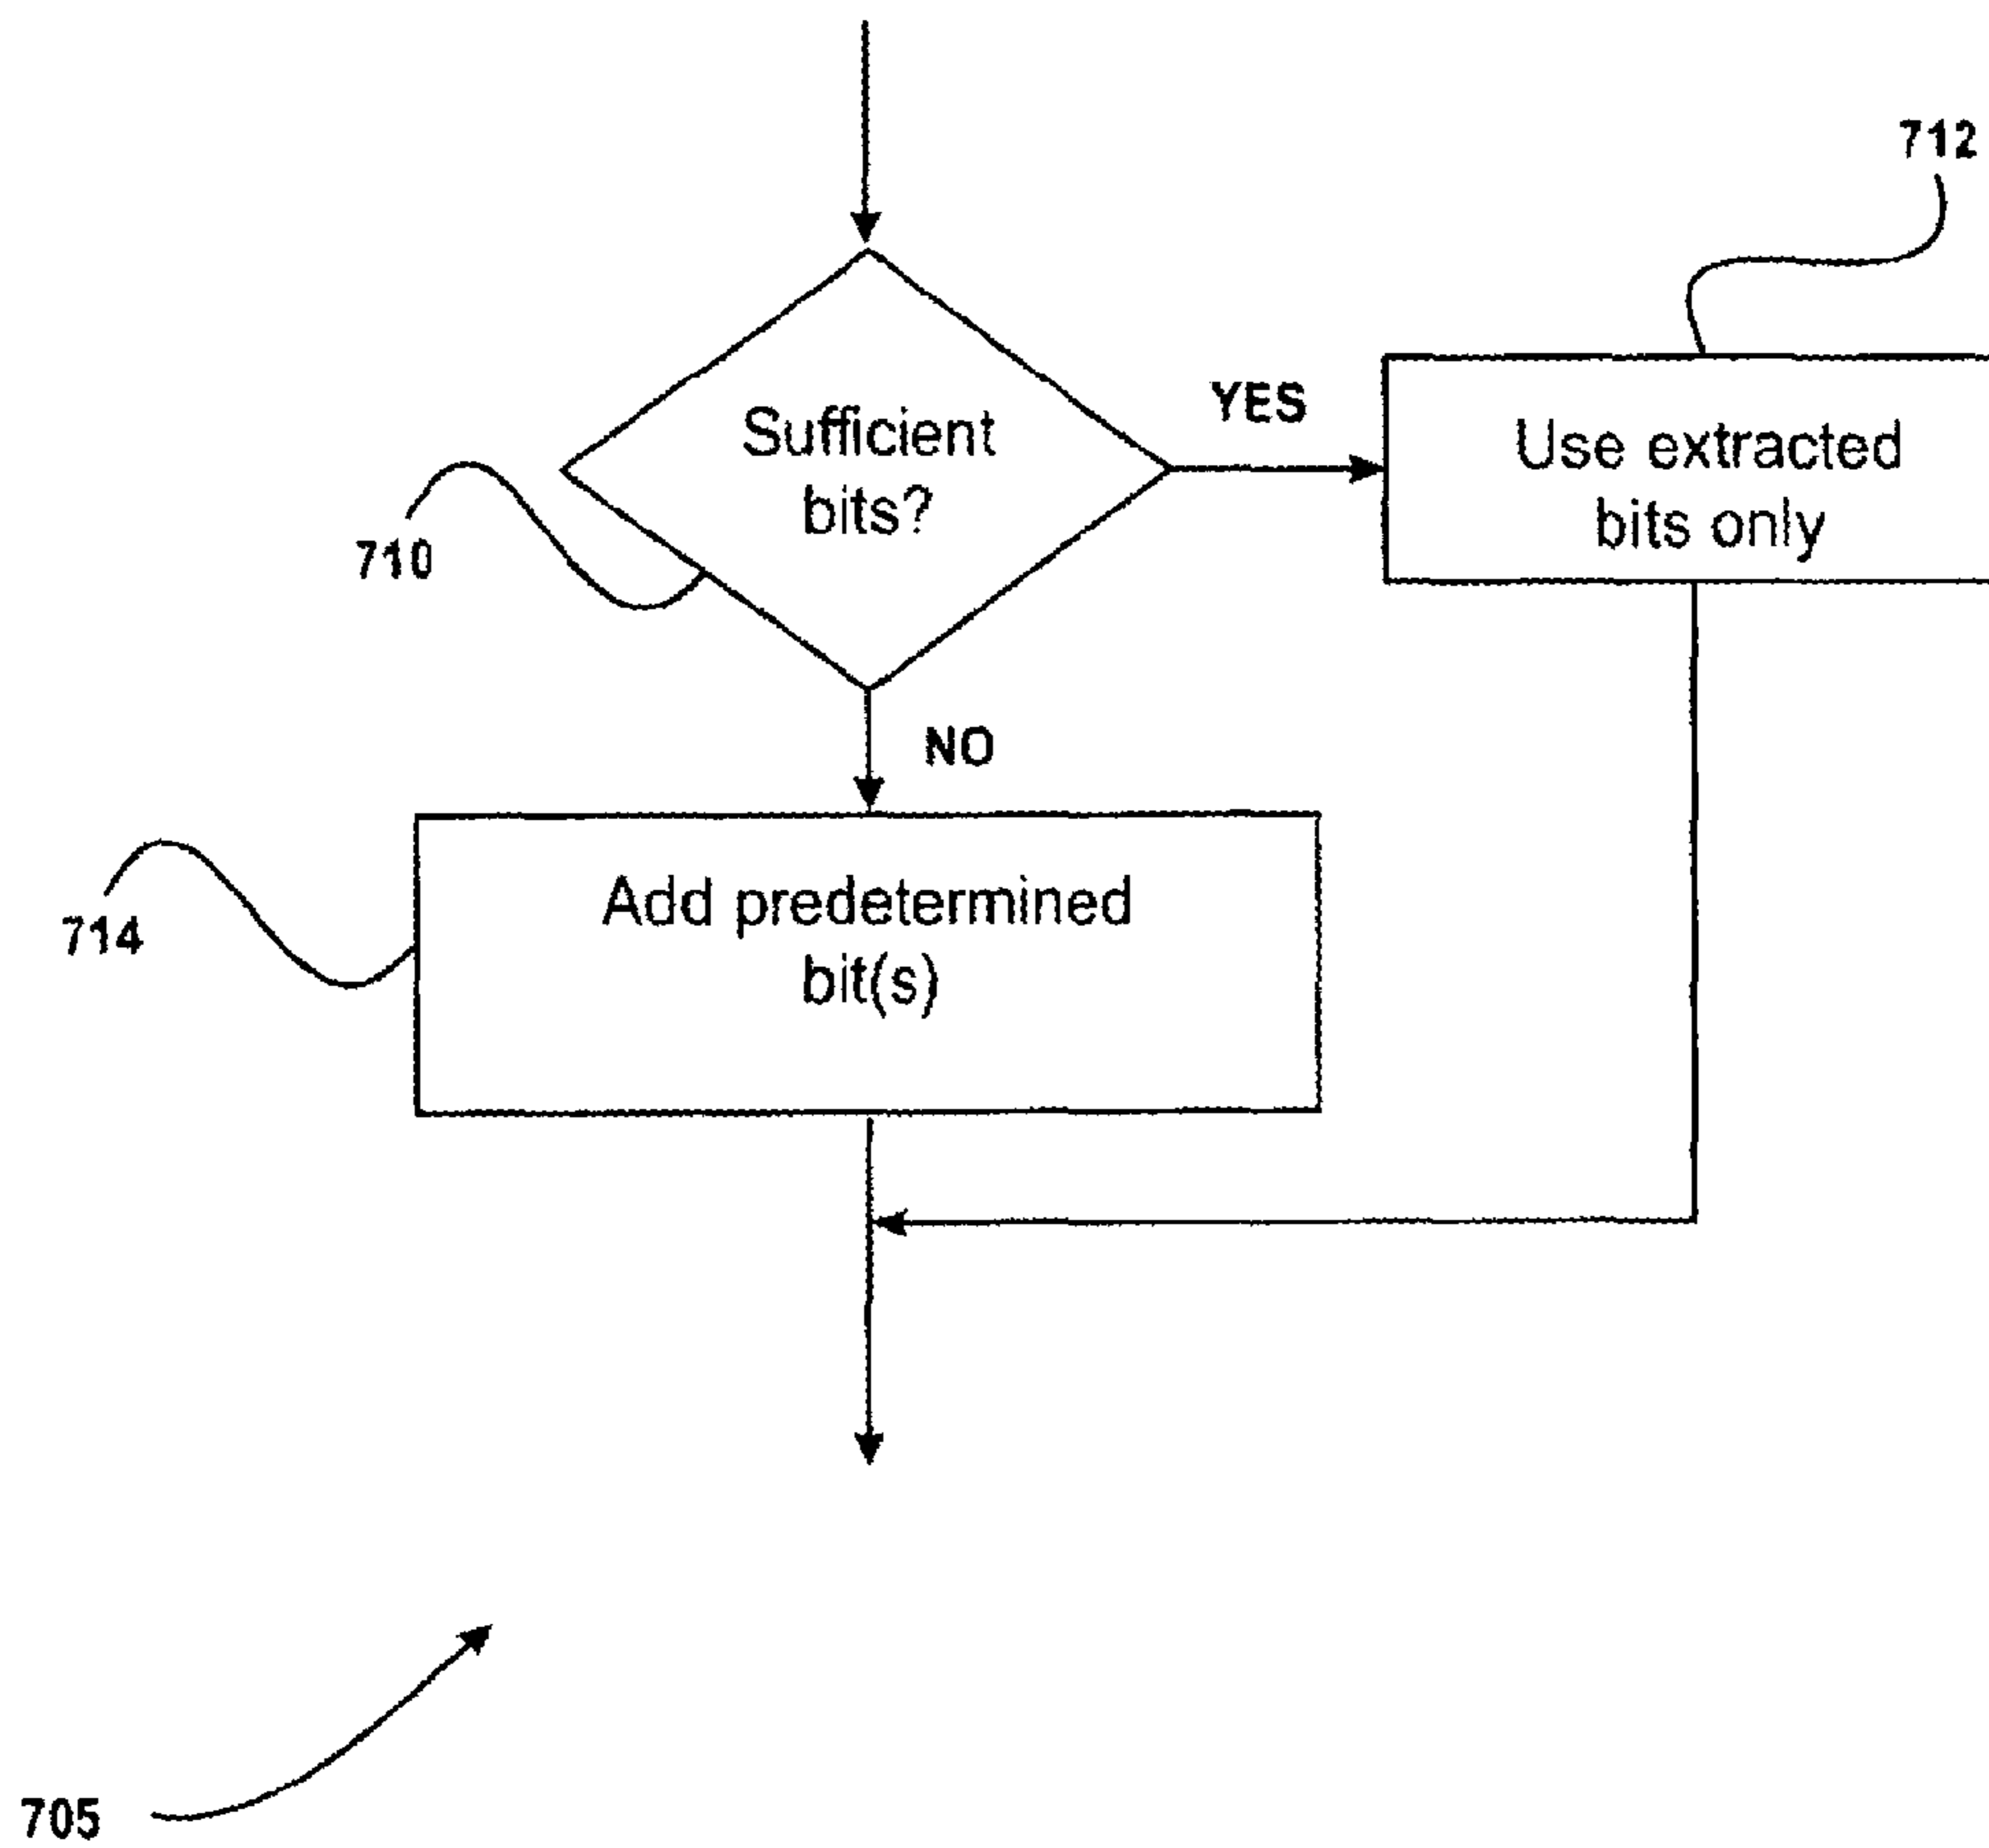 712
Sufficient
bits?
YES
Use extracted
bits only
710
NO
Add predetermined
bit(s)
714
705